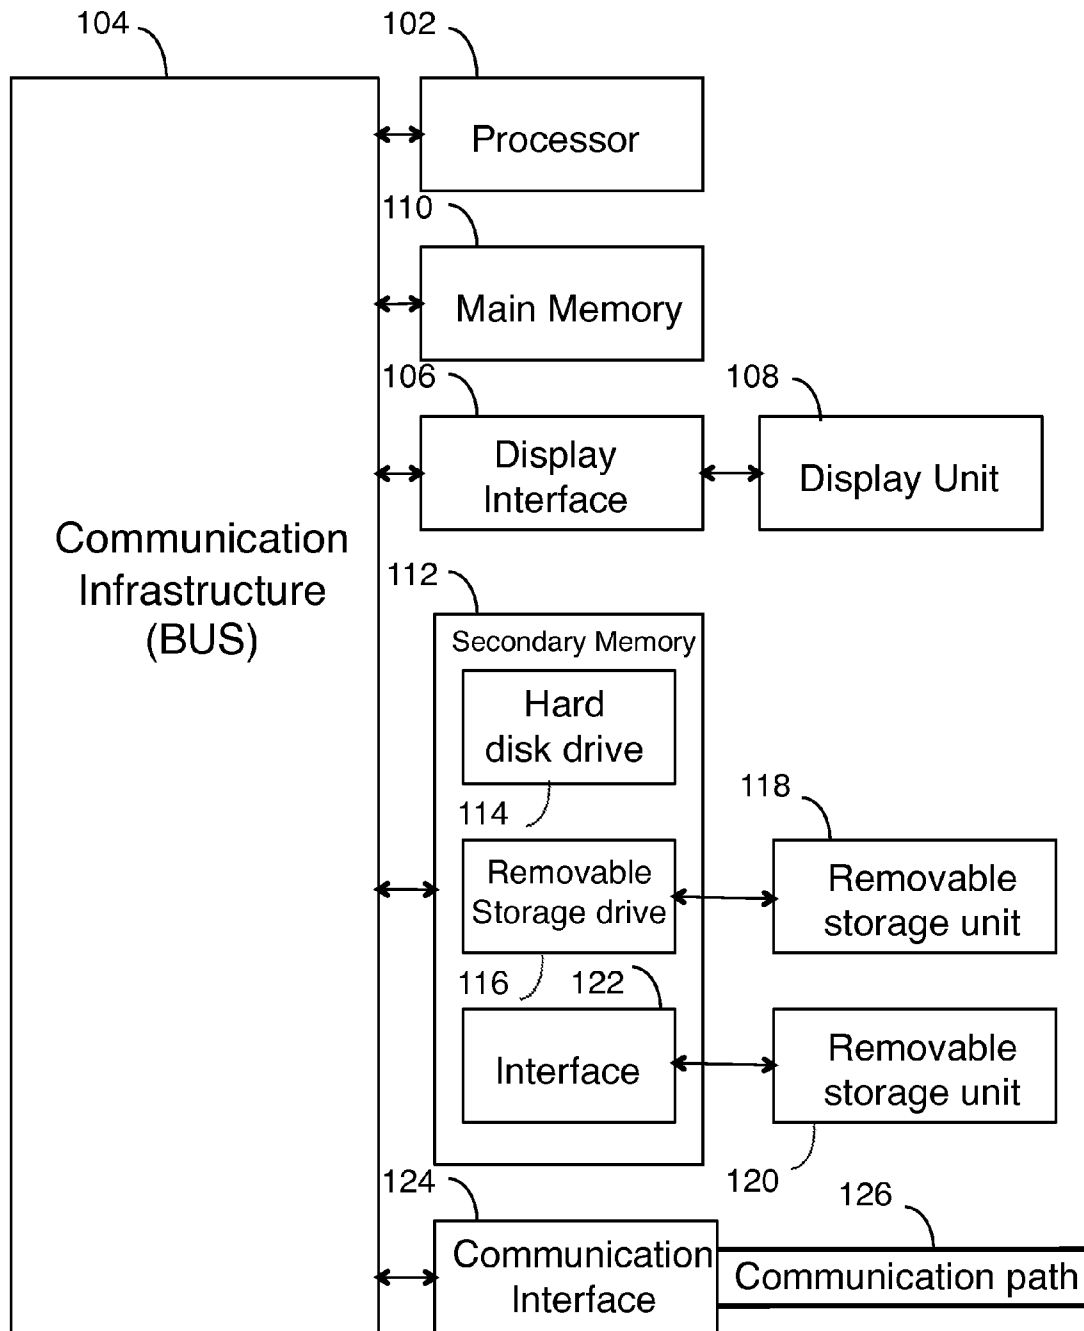 104
102
Processor
110
Main Memory
106
108
Display
Interface
Display Unit
Communication
Infrastructure
(BUS)
112
Secondary Memory
Hard
disk drive
114
118
Removable
Storage drive
Removable
storage unit
116
122
Interface
Removable
storage unit
120
124
126
Communication
Interface
Communication path